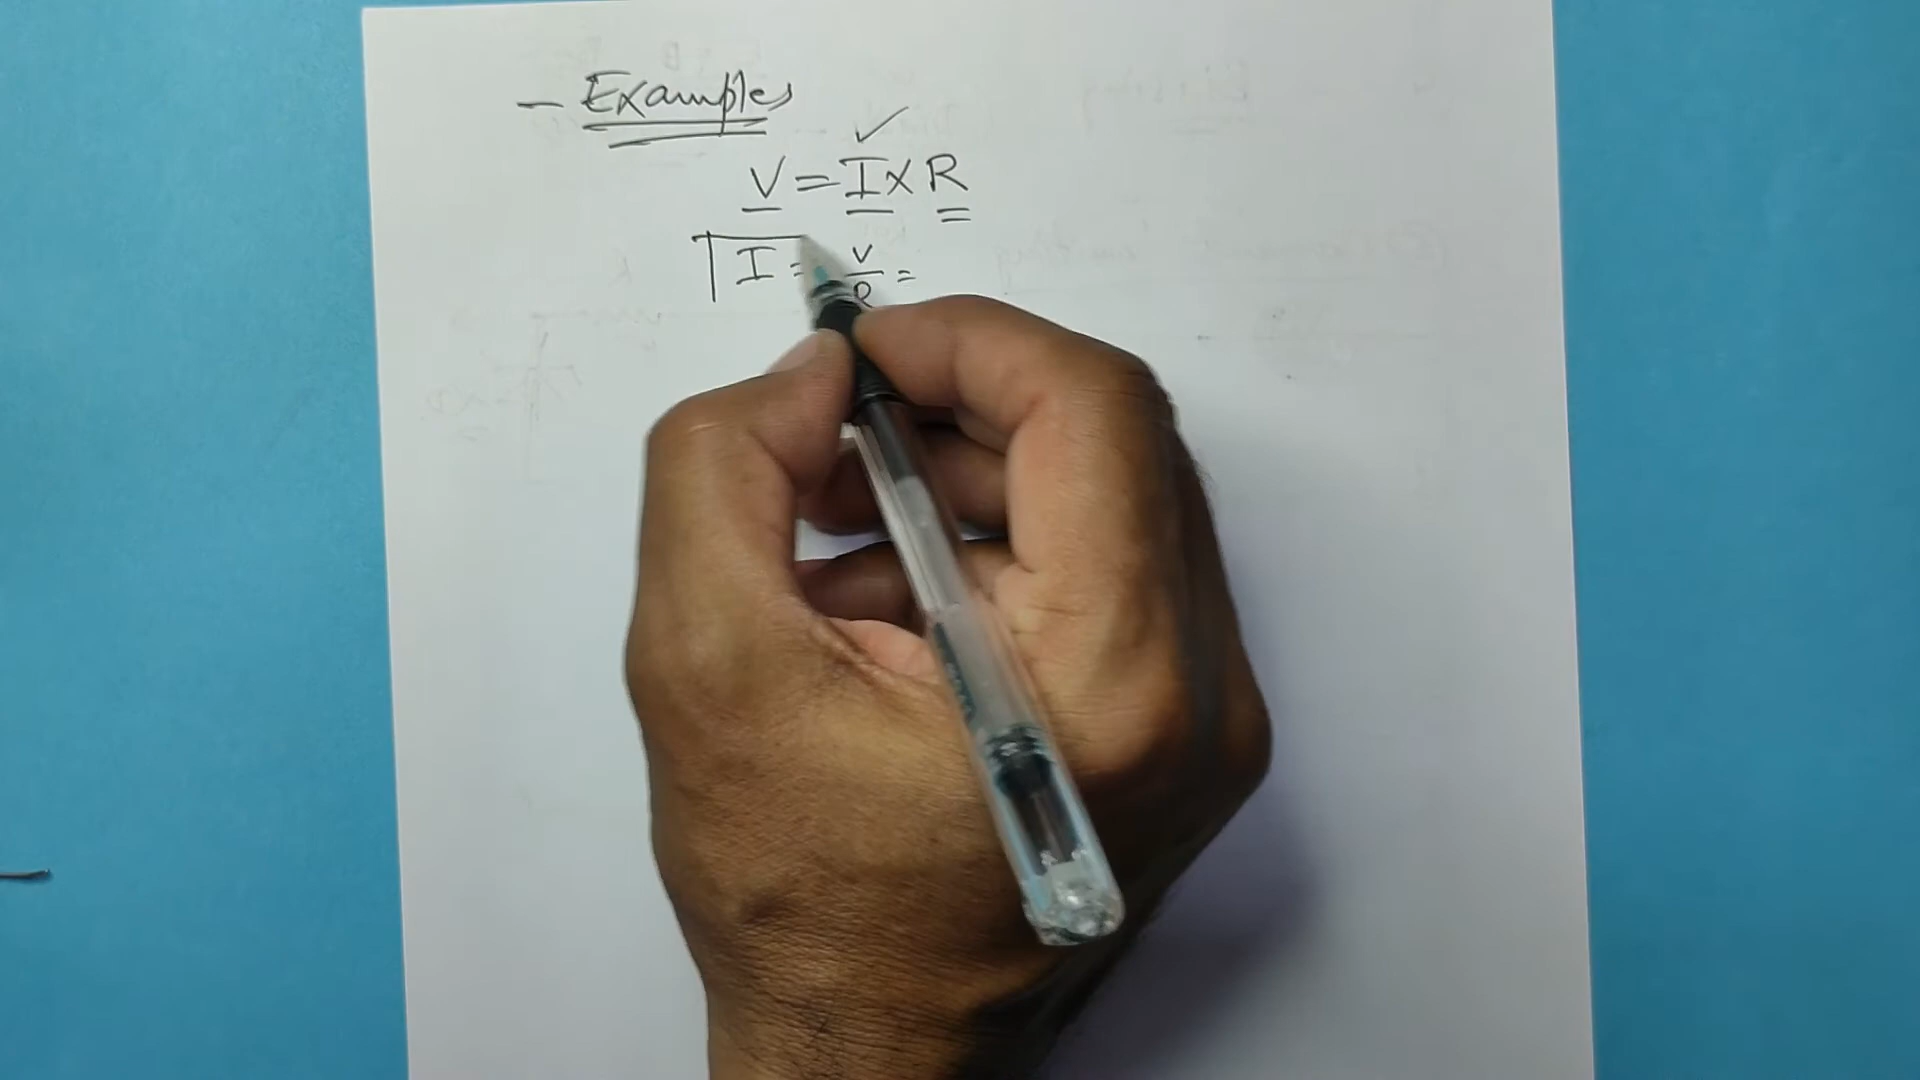 - Examples
V = I x R
I = V/R =